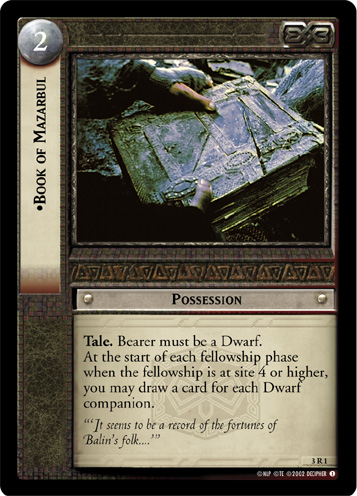 2
•Book of Mazarbul
Possession
Tale. Bearer must be a Dwarf.
At the start of each fellowship phase
when the fellowship is at site 4 or higher,
you may draw a card for each Dwarf
companion.
“‘It seems to be a record of the fortunes of
Balin’s folk....’”
3 R 1
©NLP ©TE ©2002 DECIPHER